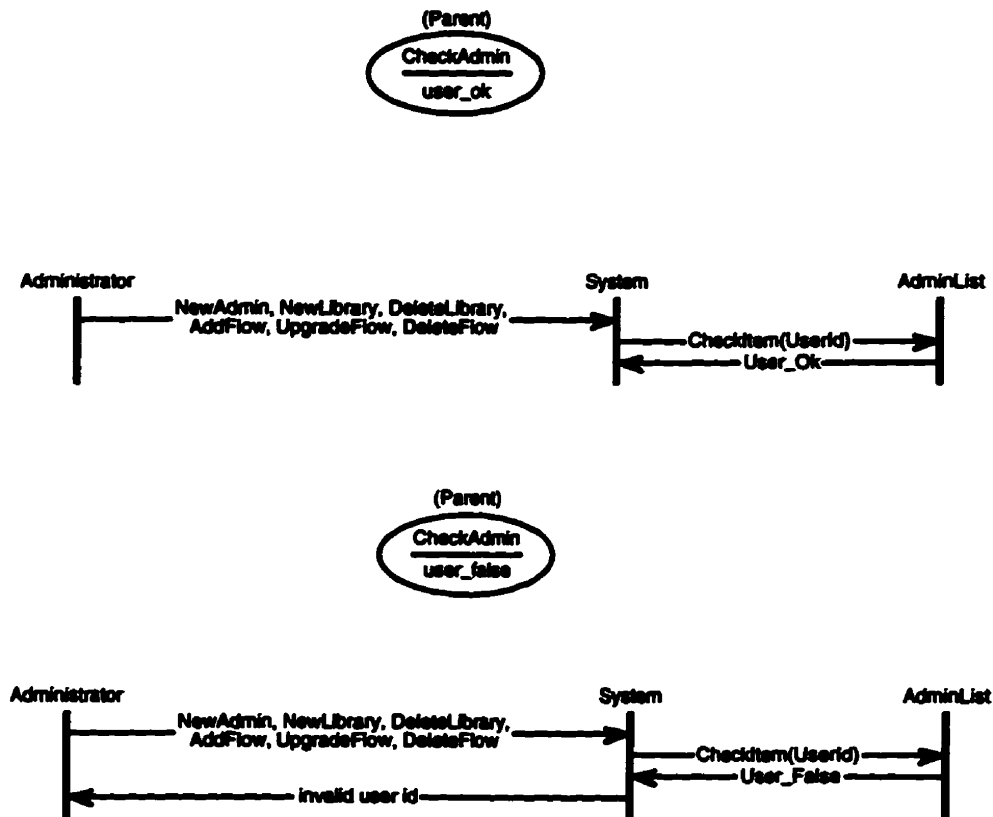 (Parent)
CheckAdmin
user_ok
Administrator System AdminList
NewAdmin, NewLibrary, DeleteLibrary,
AddFlow, UpgradeFlow, DeleteFlow
CheckItem(UserId)
User_Ok
(Parent)
CheckAdmin
user_false
Administrator System AdminList
NewAdmin, NewLibrary, DeleteLibrary,
AddFlow, UpgradeFlow, DeleteFlow
CheckItem(UserId)
User_False
invalid user id